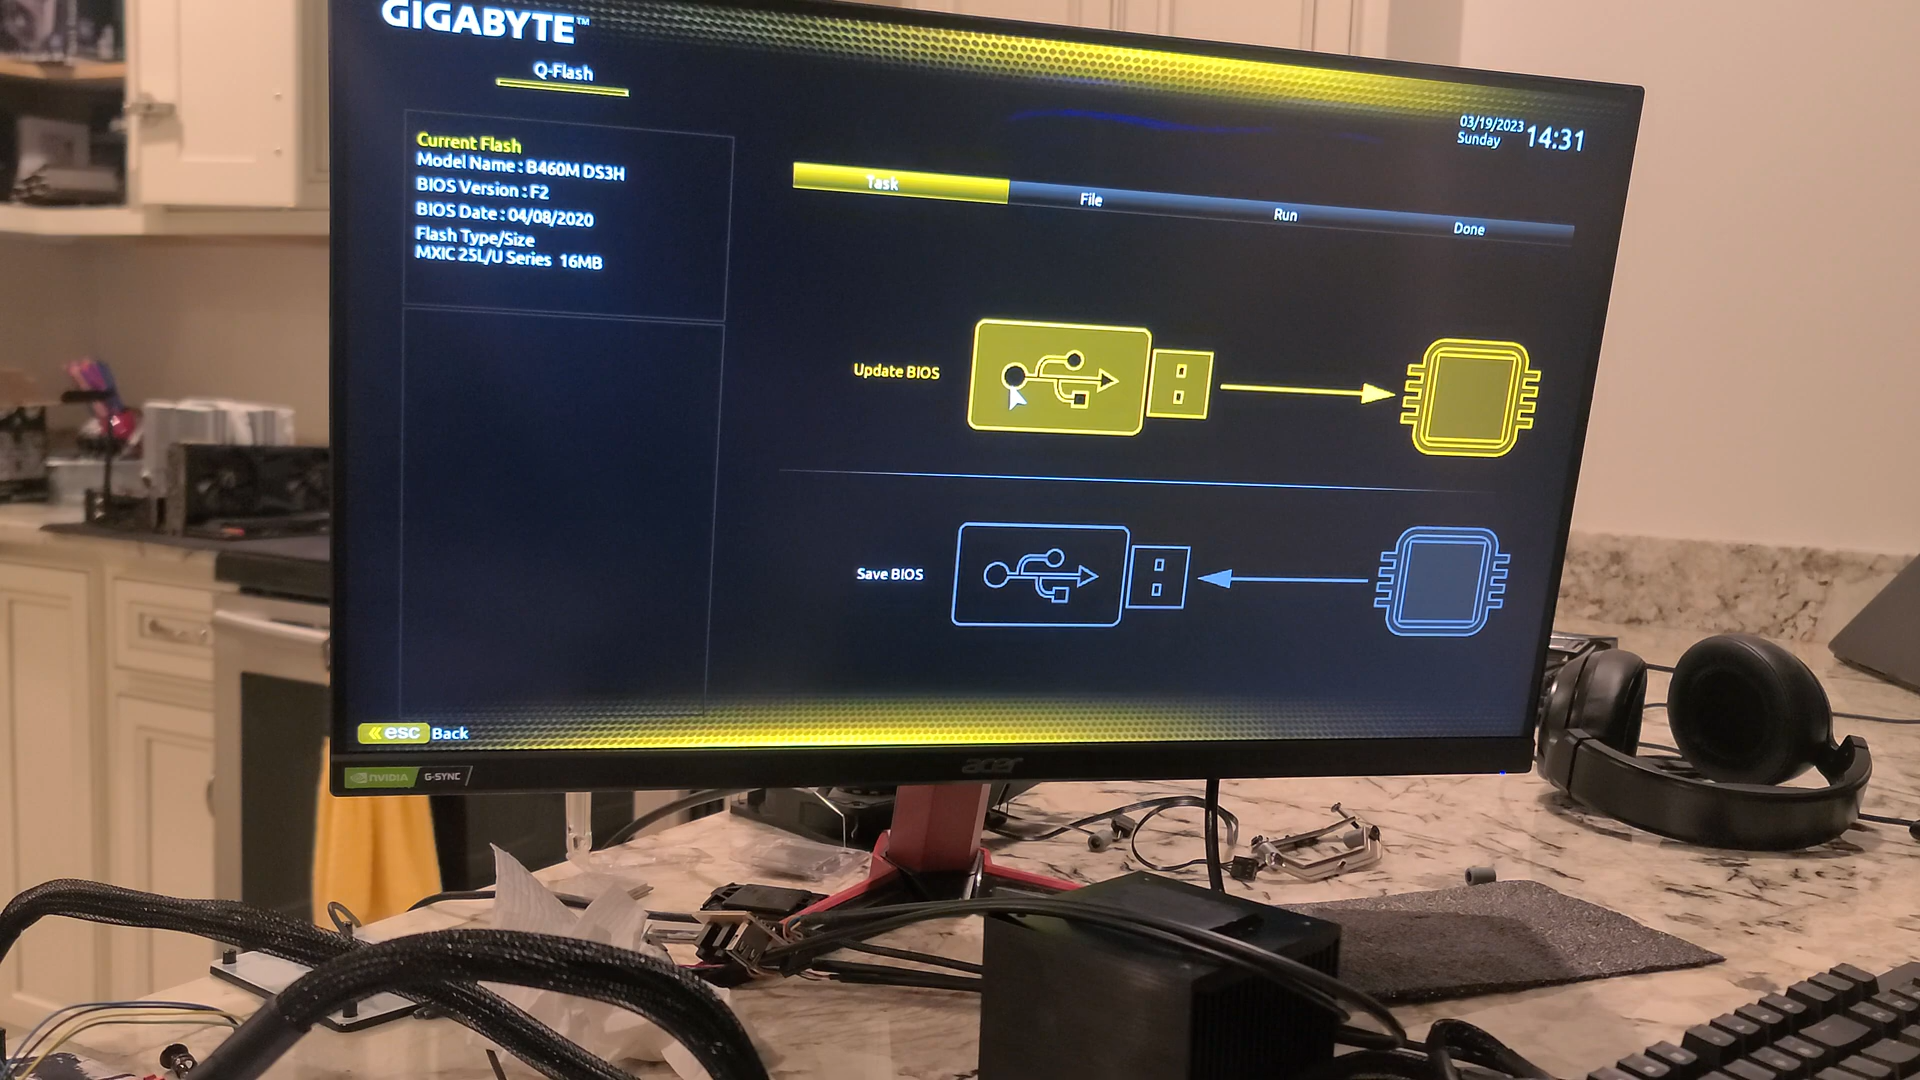 GIGABYTE™
Q-Flash
Current Flash
Model Name : B460M DS3H
BIOS Version : F2
BIOS Date : 04/08/2020
Flash Type/Size
MXIC 25L/U Series 16MB
03/19/2023
Sunday
14:31
Task
File
Run
Done
Update BIOS
Save BIOS
« esc Back
NVIDIA G-SYNC
acer